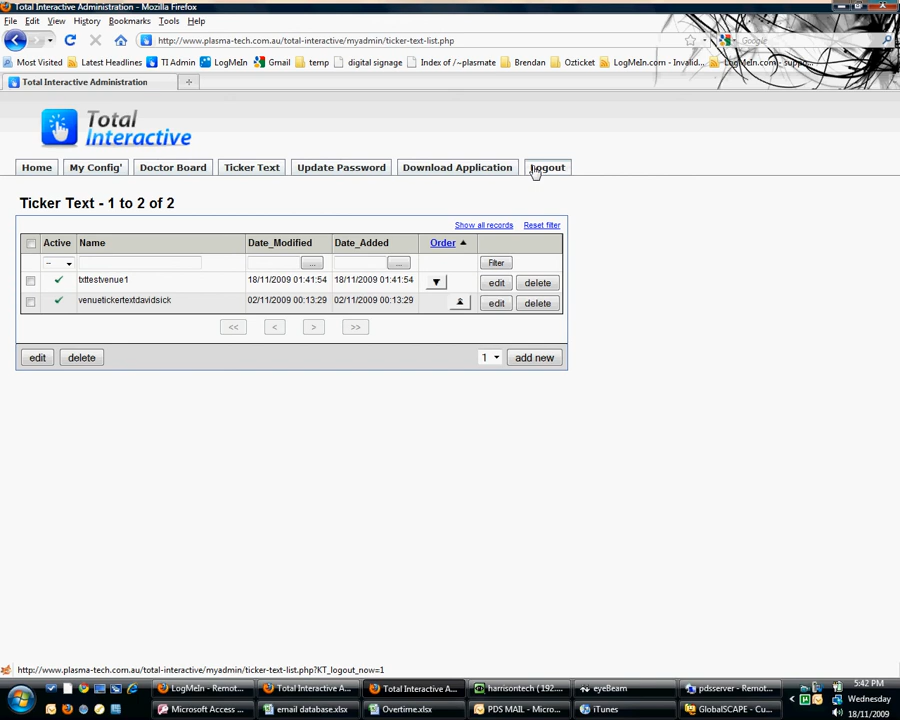 Total Interactive Administration - Mozilla Firefox
File Edit View History Bookmarks Tools Help
http://www.plasma-tech.com.au/total-interactive/myadmin/ticker-text-list.php
Google
Most Visited Latest Headlines TI Admin LogMeIn Gmail temp digital signage Index of /~plasmate Brendan Ozticket LogMeIn.com - Invalid... LogMeIn.com - suppo...
Total Interactive Administration
Total
Interactive
Home My Config' Doctor Board Ticker Text Update Password Download Application Logout
Ticker Text - 1 to 2 of 2
Show all records Reset filter
Active Name Date_Modified Date_Added Order
-- ... ... Filter
txttestvenue1 18/11/2009 01:41:54 18/11/2009 01:41:54 edit delete
venuetickertextdavidsick 02/11/2009 00:13:29 02/11/2009 00:13:29 edit delete
<< < > >>
edit delete 1 add new
http://www.plasma-tech.com.au/total-interactive/myadmin/ticker-text-list.php?KT_logout_now=1
LogMeIn - Remot... Total Interactive A... Total Interactive A... harrisontech (192.... eyeBeam pdsserver - Remot... 5:42 PM
Wednesday
Microsoft Access ... email database.xlsx Overtime.xlsx PDS MAIL - Micro... iTunes GlobalSCAPE - Cu... 18/11/2009